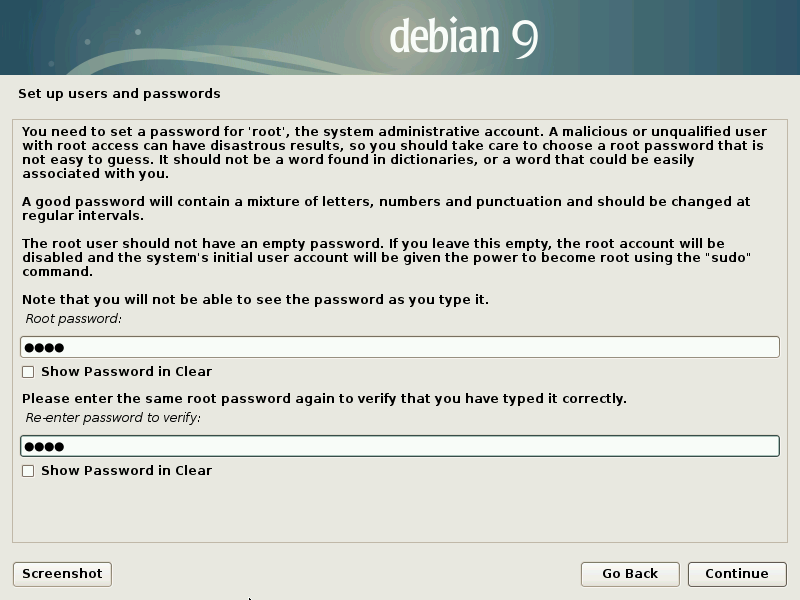 debian 9
Set up users and passwords
You need to set a password for 'root', the system administrative account. A malicious or unqualified user
with root access can have disastrous results, so you should take care to choose a root password that is
not easy to guess. It should not be a word found in dictionaries, or a word that could be easily
associated with you.
A good password will contain a mixture of letters, numbers and punctuation and should be changed at
regular intervals.
The root user should not have an empty password. If you leave this empty, the root account will be
disabled and the system's initial user account will be given the power to become root using the "sudo"
command.
Note that you will not be able to see the password as you type it.
Root password:
●●●●
Show Password in Clear
Please enter the same root password again to verify that you have typed it correctly.
Re-enter password to verify:
●●●●
Show Password in Clear
Screenshot
Go Back
Continue